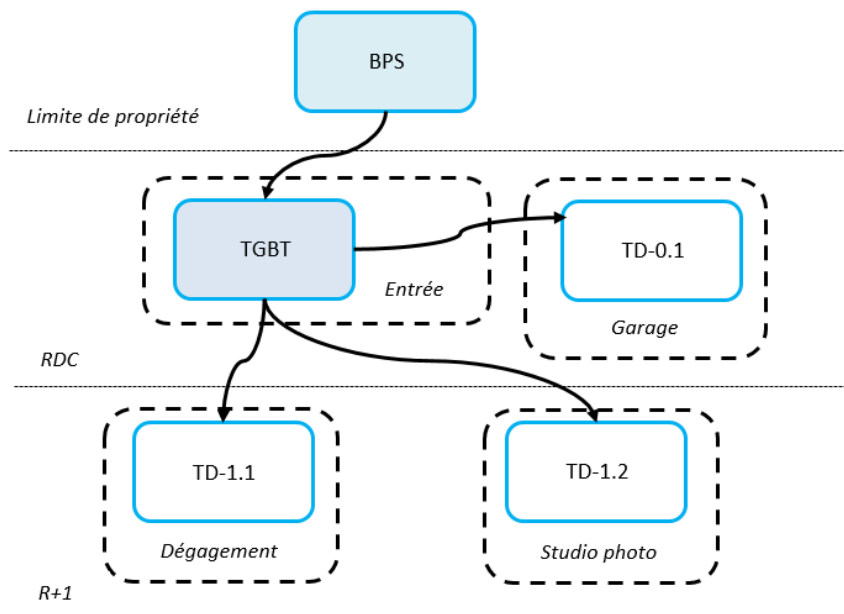 BPS
Limite de propriété
TGBT
TD-0.1
Entrée
Garage
RDC
TD-1.1
TD-1.2
Dégagement
Studio photo
R+1